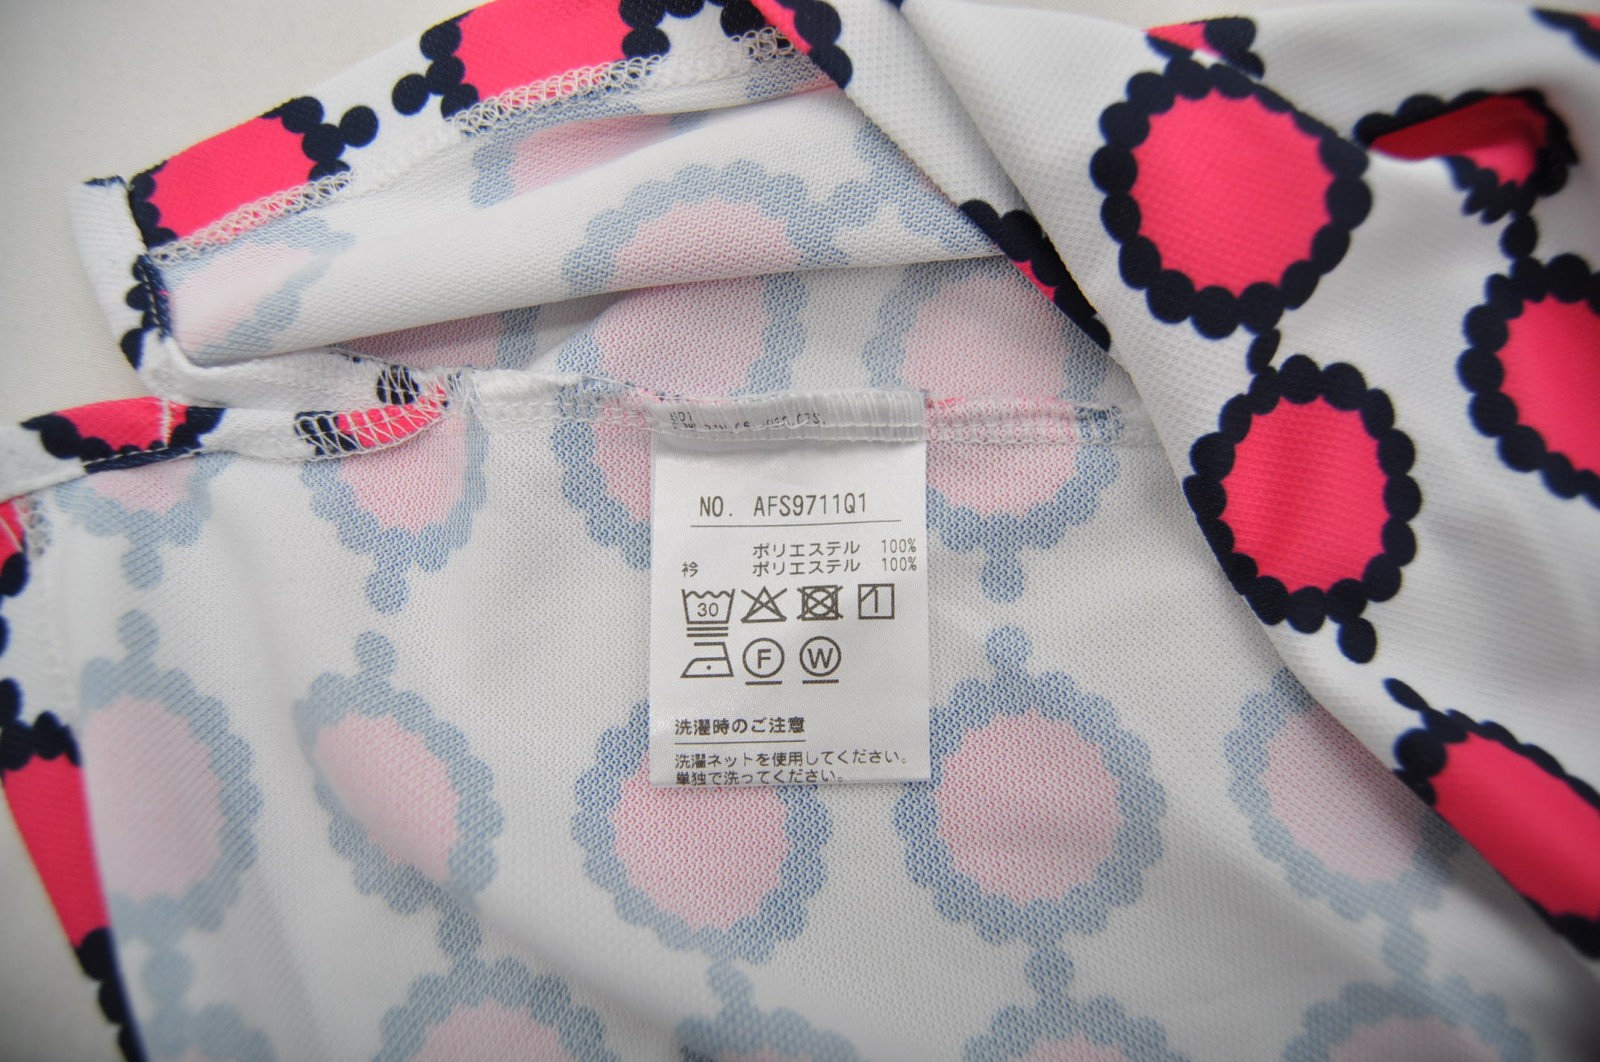 NO. AFS9711Q1
ポリエステル 100%
衿 ポリエステル 100%
30
F W
洗濯時のご注意
洗濯ネットを使用してください。
単独で洗ってください。